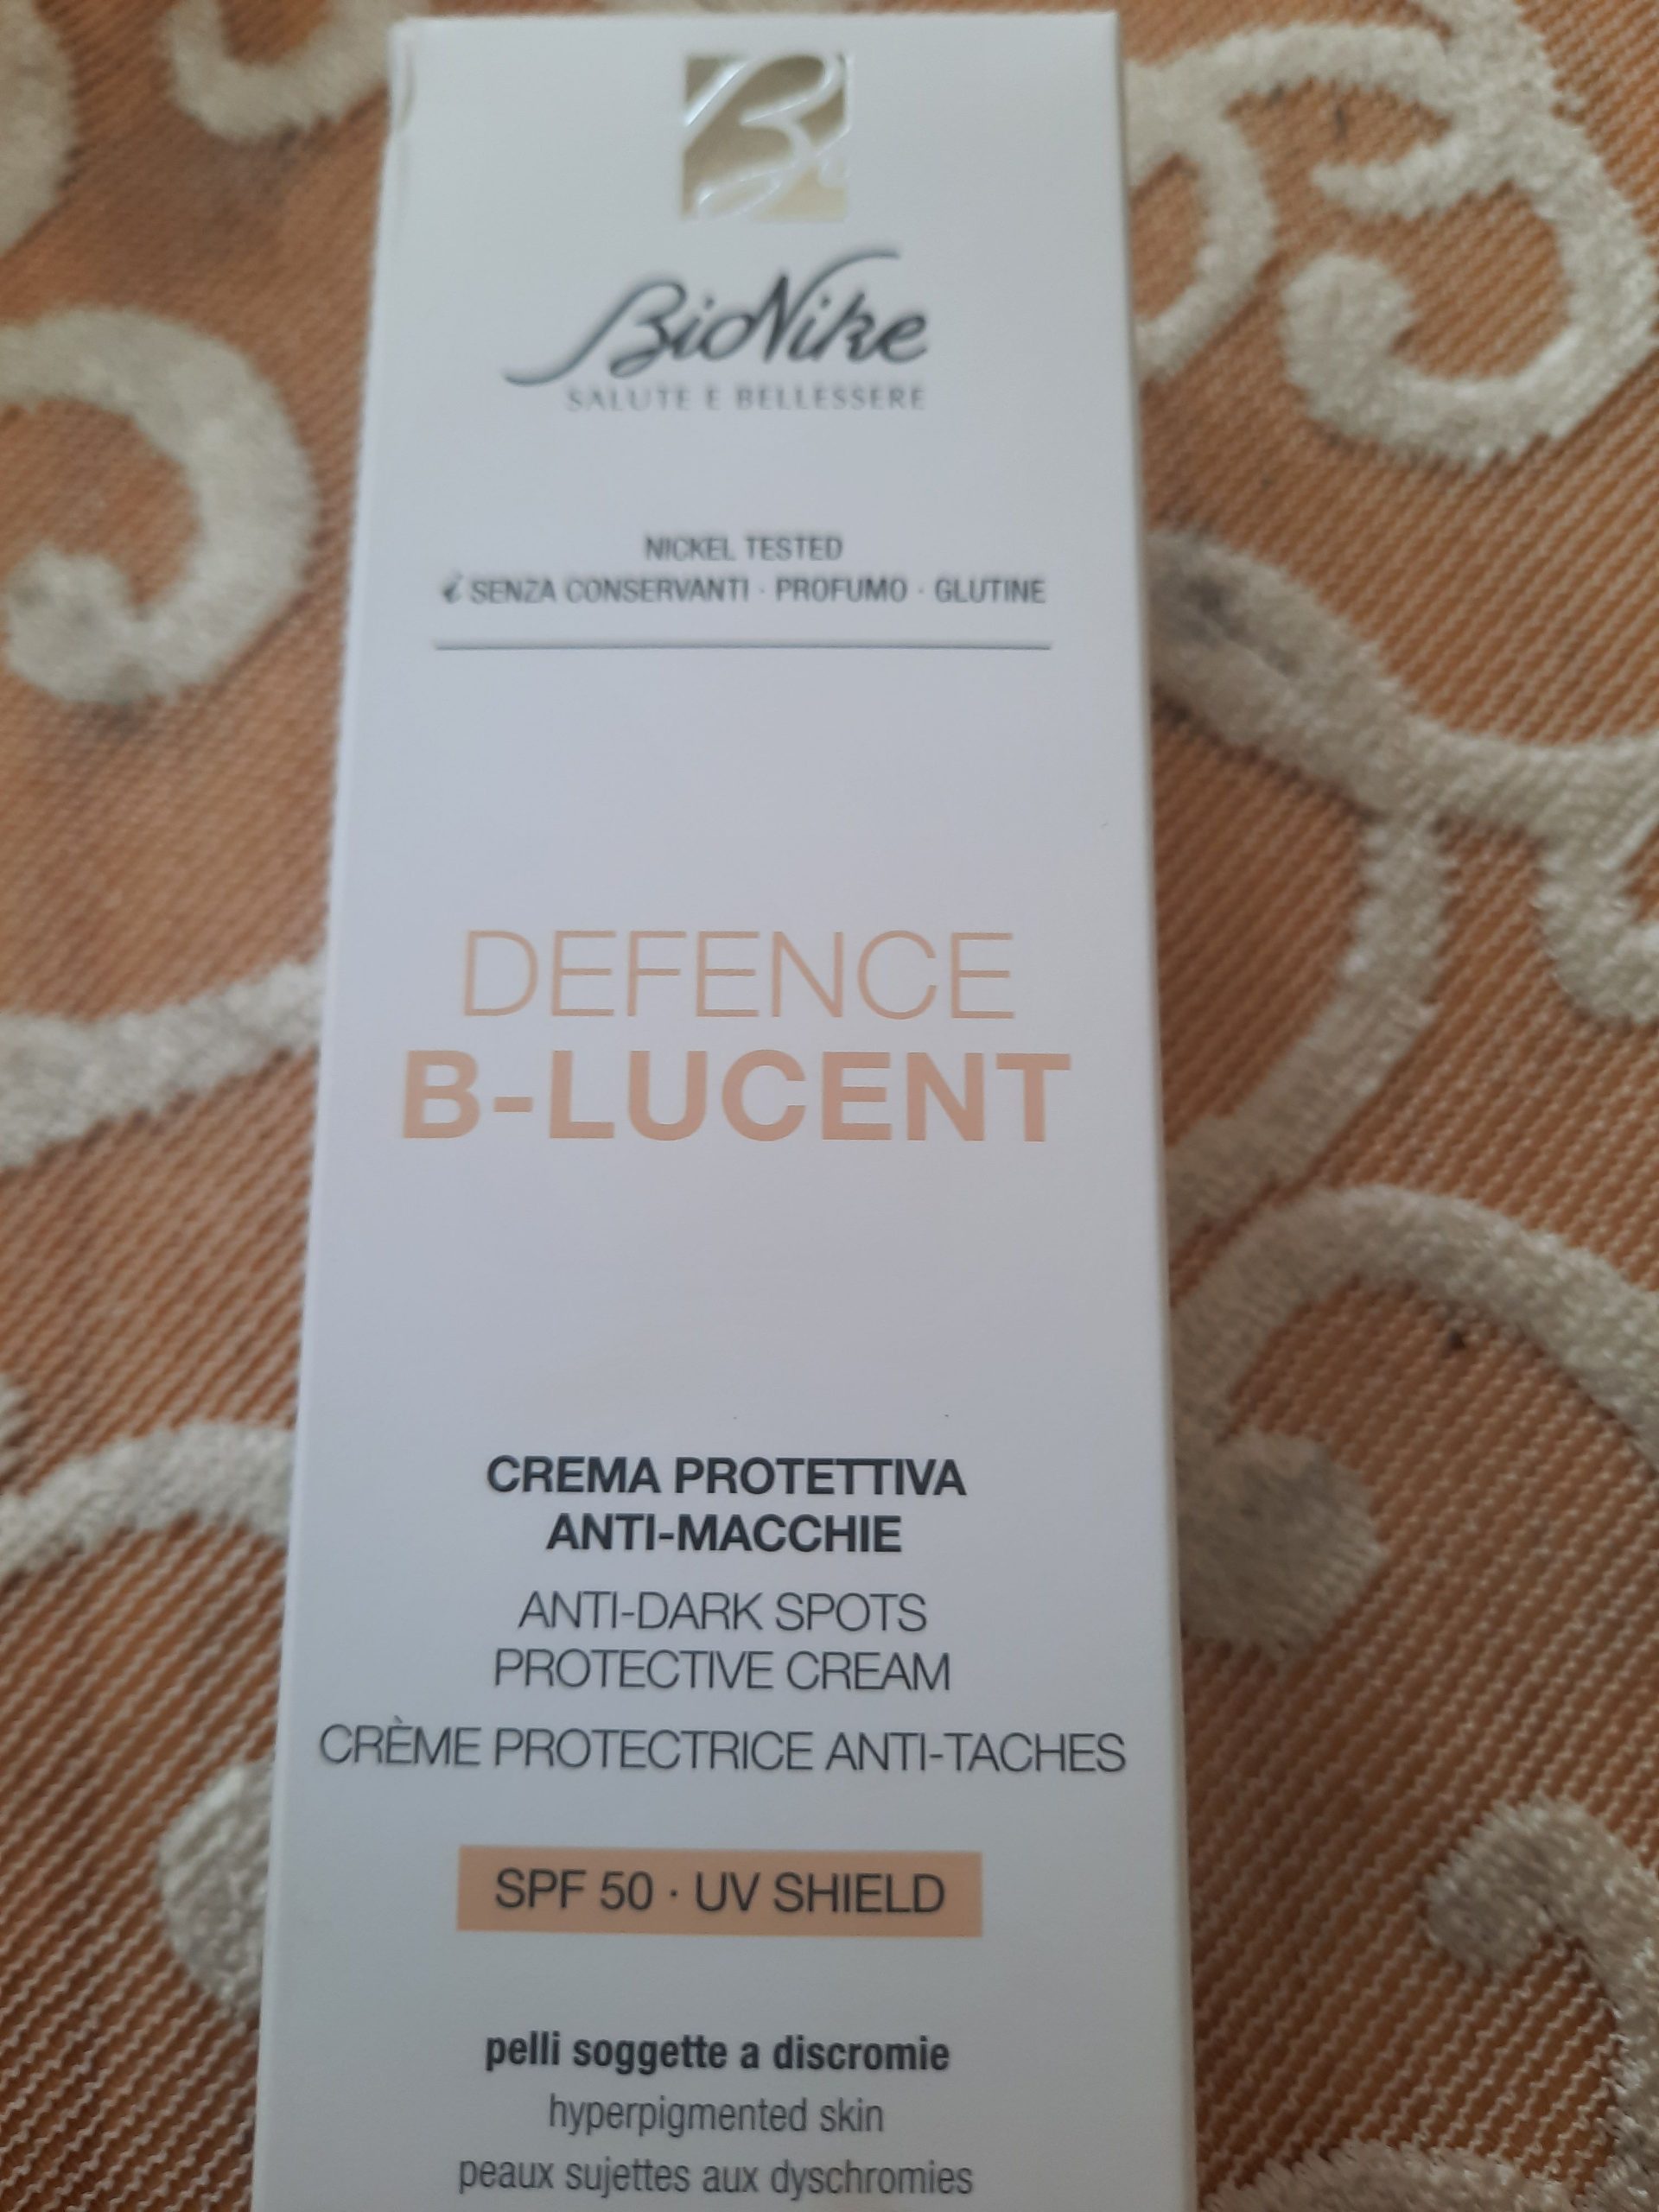 BioNike
SALUTE E BELLESSERE
NICKEL TESTED
SENZA CONSERVANTI · PROFUMO · GLUTINE
DEFENCE
B-LUCENT
CREMA PROTETTIVA
ANTI-MACCHIE
ANTI-DARK SPOTS
PROTECTIVE CREAM
CRÈME PROTECTRICE ANTI-TACHES
SPF 50 · UV SHIELD
pelli soggette a discromie
hyperpigmented skin
peaux sujettes aux dyschromies